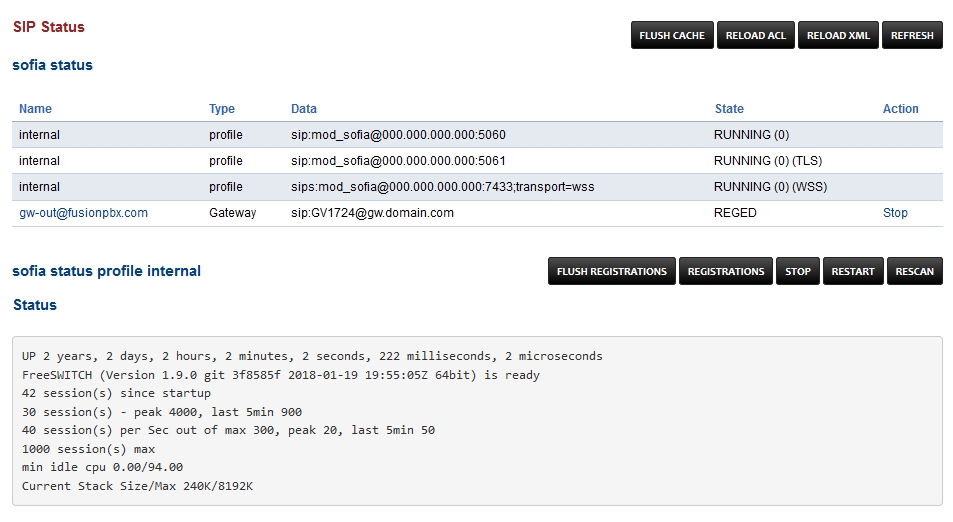 SIP Status
FLUSH CACHE RELOAD ACL RELOAD XML REFRESH
sofia status
Name Type Data State Action
internal profile sip:mod_sofia@000.000.000.000:5060 RUNNING (0)
internal profile sip:mod_sofia@000.000.000.000:5061 RUNNING (0) (TLS)
internal profile sips:mod_sofia@000.000.000.000:7433;transport=wss RUNNING (0) (WSS)
gw-out@fusionpbx.com Gateway sip:GV1724@gw.domain.com REGED Stop
sofia status profile internal FLUSH REGISTRATIONS REGISTRATIONS STOP RESTART RESCAN
Status
UP 2 years, 2 days, 2 hours, 2 minutes, 2 seconds, 222 milliseconds, 2 microseconds
FreeSWITCH (Version 1.9.0 git 3f8585f 2018-01-19 19:55:05Z 64bit) is ready
42 session(s) since startup
30 session(s) - peak 4000, last 5min 900
40 session(s) per Sec out of max 300, peak 20, last 5min 50
1000 session(s) max
min idle cpu 0.00/94.00
Current Stack Size/Max 240K/8192K